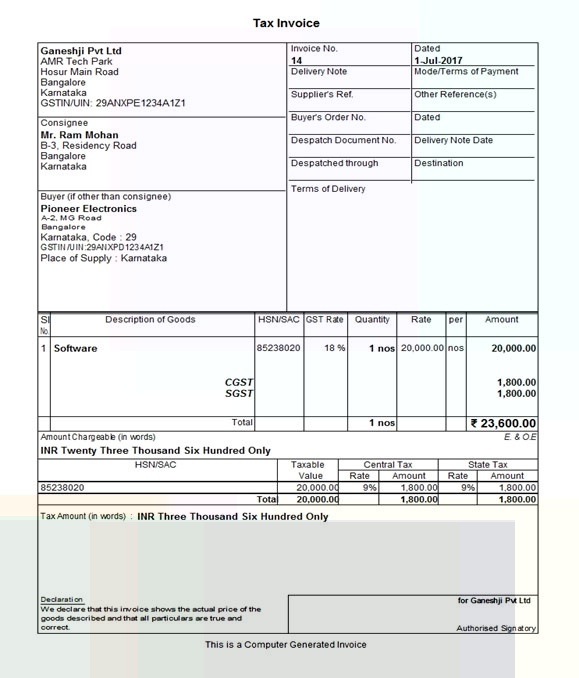 Tax Invoice
Ganeshji Pvt Ltd
AMR Tech Park
Hosur Main Road
Bangalore
Karnataka
GSTIN/UIN: 29ANXPE1234A1Z1
Invoice No.
14
Dated
1-Jul-2017
Delivery Note
Mode/Terms of Payment
Supplier's Ref.
Other Reference(s)
Consignee
Mr. Ram Mohan
B-3, Residency Road
Bangalore
Karnataka
Buyer's Order No.
Dated
Despatch Document No.
Delivery Note Date
Despatched through
Destination
Terms of Delivery
Buyer (if other than consignee)
Pioneer Electronics
A-2, MG Road
Bangalore
Karnataka, Code : 29
GSTIN/UIN:29ANXPD1234A1Z1
Place of Supply : Karnataka
Sl No. Description of Goods HSN/SAC GST Rate Quantity Rate per Amount
1 Software 85238020 18 % 1 nos 20,000.00 nos 20,000.00
CGST 1,800.00
SGST 1,800.00
Total 1 nos ₹ 23,600.00
Amount Chargeable (in words) E. & O.E
INR Twenty Three Thousand Six Hundred Only
HSN/SAC Taxable Central Tax State Tax
Value Rate Amount Rate Amount
85238020 20,000.00 9% 1,800.00 9% 1,800.00
Total 20,000.00 1,800.00 1,800.00
Tax Amount (in words) : INR Three Thousand Six Hundred Only
Declaration
We declare that this invoice shows the actual price of the
goods described and that all particulars are true and
correct.
for Ganeshji Pvt Ltd
Authorised Signatory
This is a Computer Generated Invoice